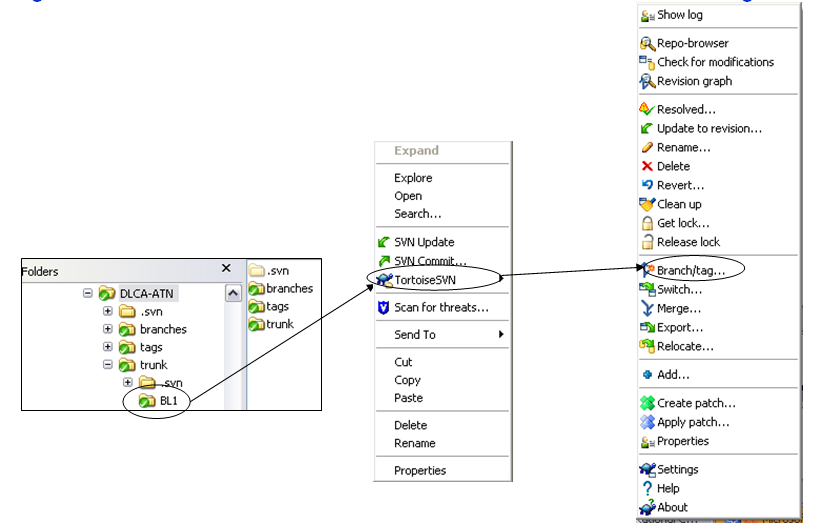 Folders
DLCA-ATN
.svn
branches
tags
trunk
.svn
BL1
.svn
branches
tags
trunk
Expand
Explore
Open
Search...
SVN Update
SVN Commit...
TortoiseSVN
Scan for threats...
Send To
Cut
Copy
Paste
Delete
Rename
Properties
Show log
Repo-browser
Check for modifications
Revision graph
Resolved...
Update to revision...
Rename...
Delete
Revert...
Clean up
Get lock...
Release lock
Branch/tag...
Switch...
Merge...
Export...
Relocate...
Add...
Create patch...
Apply patch...
Properties
Settings
Help
About